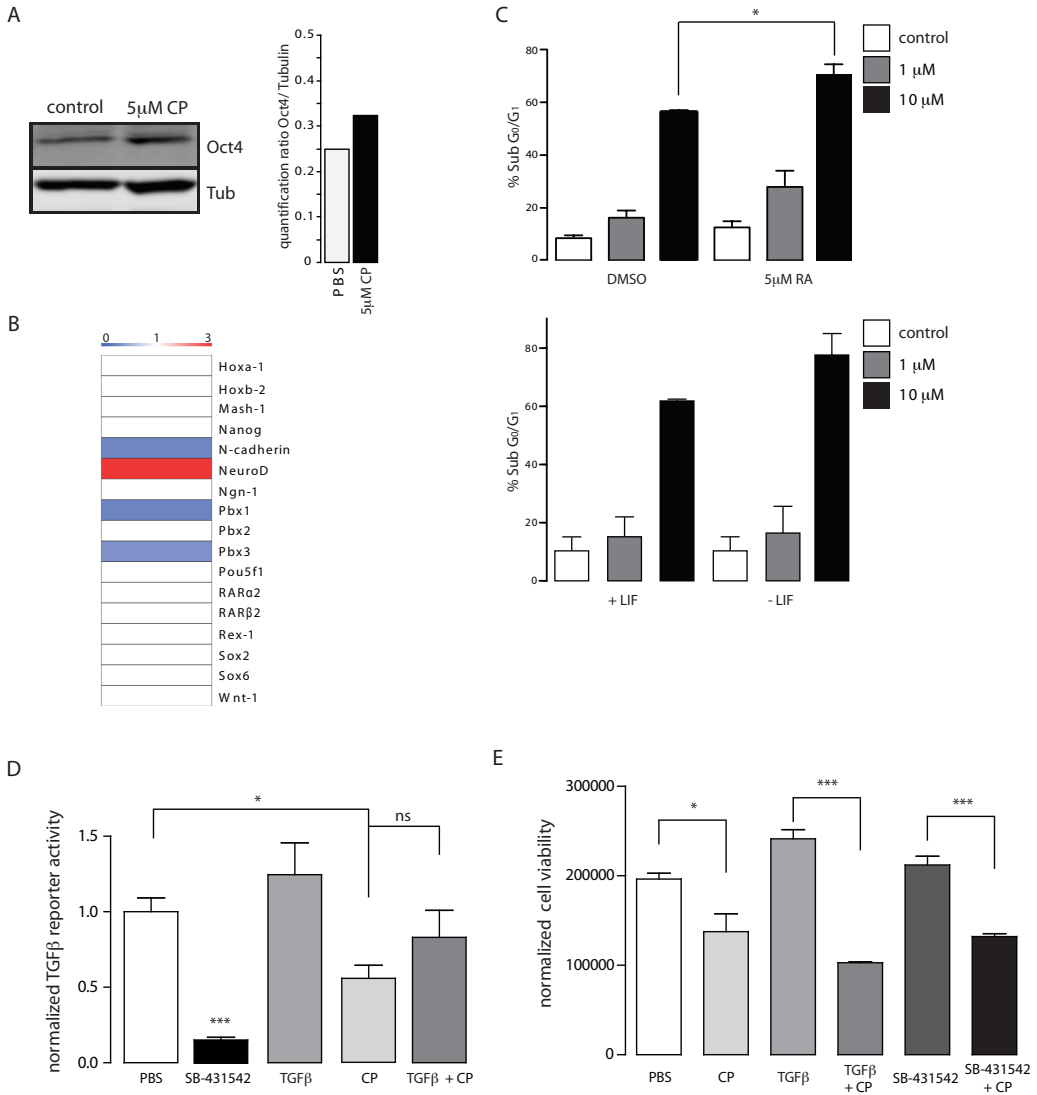 A
control
5µM CP
Oct4
Tub
quantification ratio Oct4/ Tubulin
0.5
0.4
0.3
0.2
0.1
0
PBS
5µM CP
B
0 1 3
Hoxa-1
Hoxb-2
Mash-1
Nanog
N-cadherin
NeuroD
Ngn-1
Pbx1
Pbx2
Pbx3
Pou5f1
RARα2
RARβ2
Rex-1
Sox2
Sox6
Wnt-1
C
*
% Sub G0/G1
80
60
40
20
0
DMSO
5µM RA
control
1 µM
10 µM
% Sub G0/G1
80
60
40
20
0
+ LIF
- LIF
control
1 µM
10 µM
D
normalized TGFβ reporter activity
1.5
1.0
0.5
0.0
*
ns
***
PBS
SB-431542
TGFβ
CP
TGFβ + CP
E
normalized cell viability
300000
200000
100000
0
*
***
***
PBS
CP
TGFβ
TGFβ
+ CP
SB-431542
SB-431542
+ CP